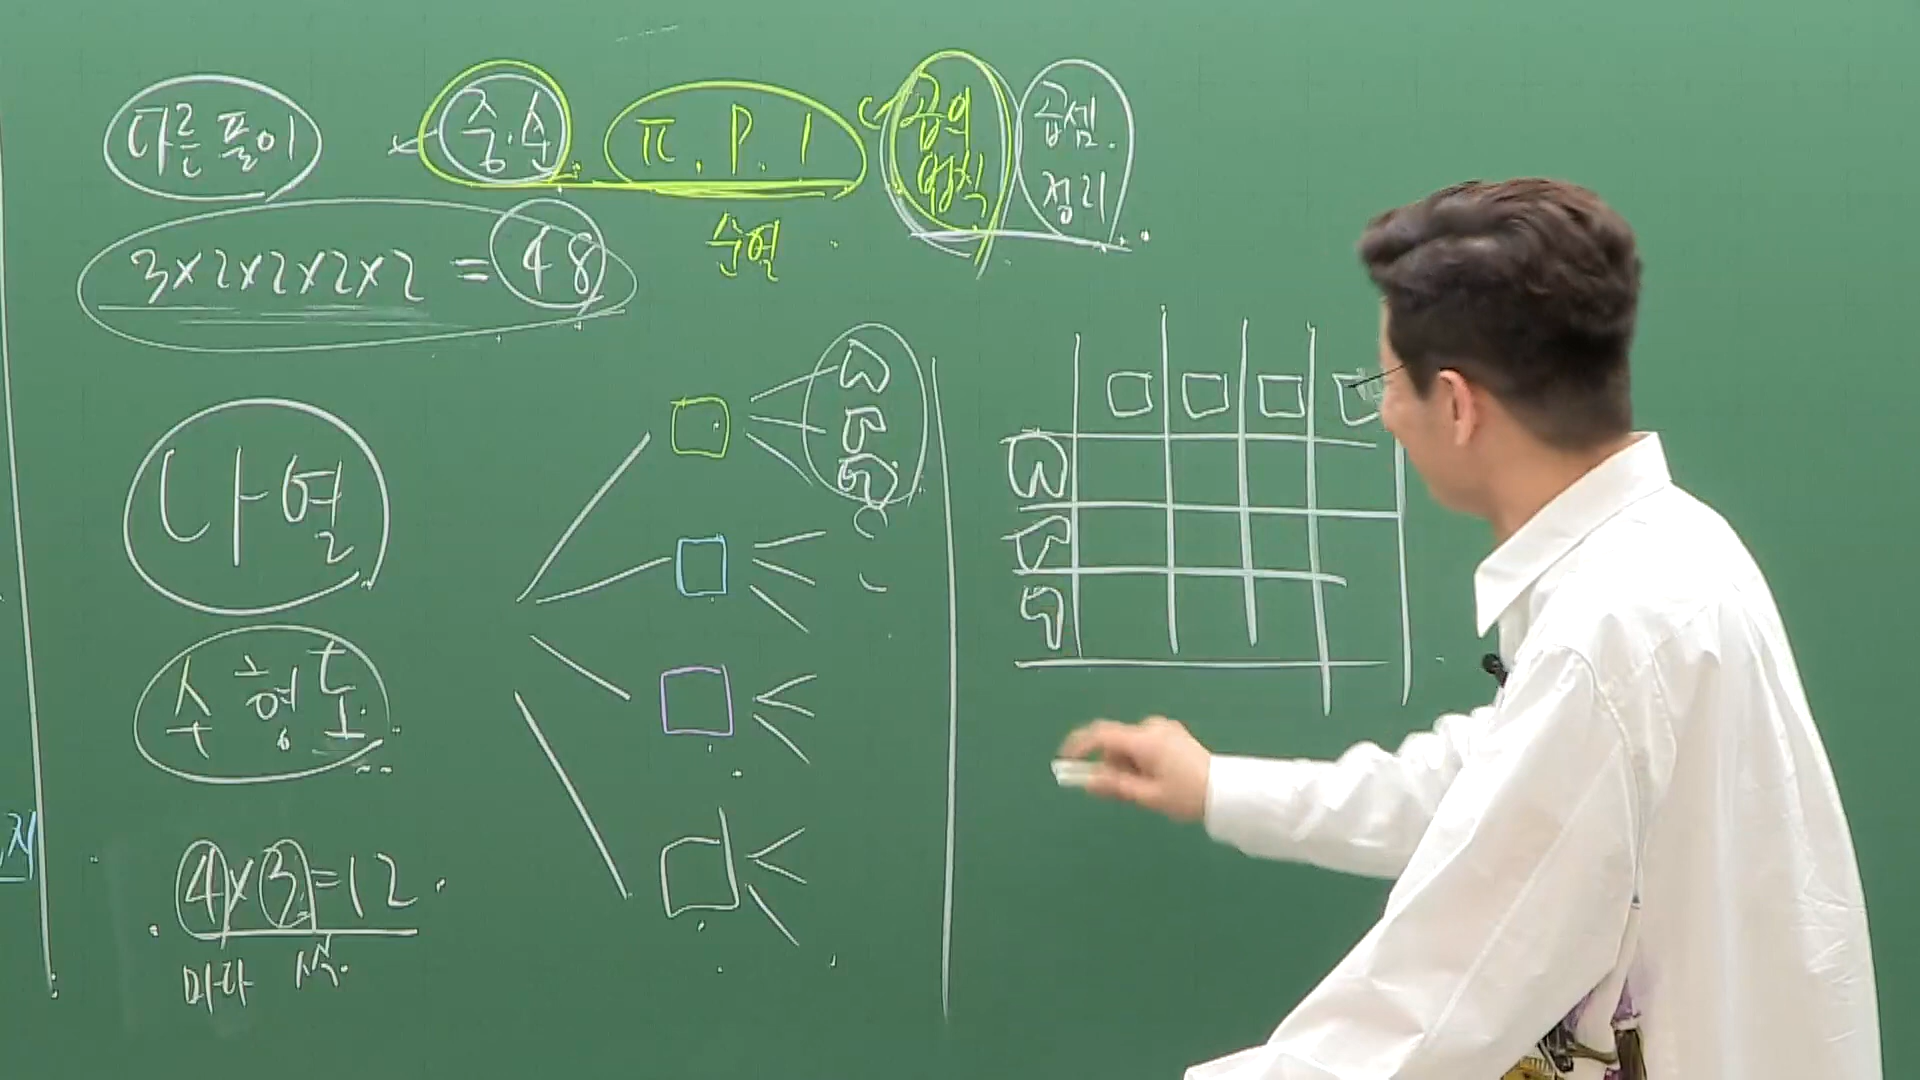 다른 풀이
중.순
π . P . 1
곱의 법칙
곱셈. 정리
수열
3×2×2×2×2 = 48
나열
수형도
4×3=12
마다 씩.